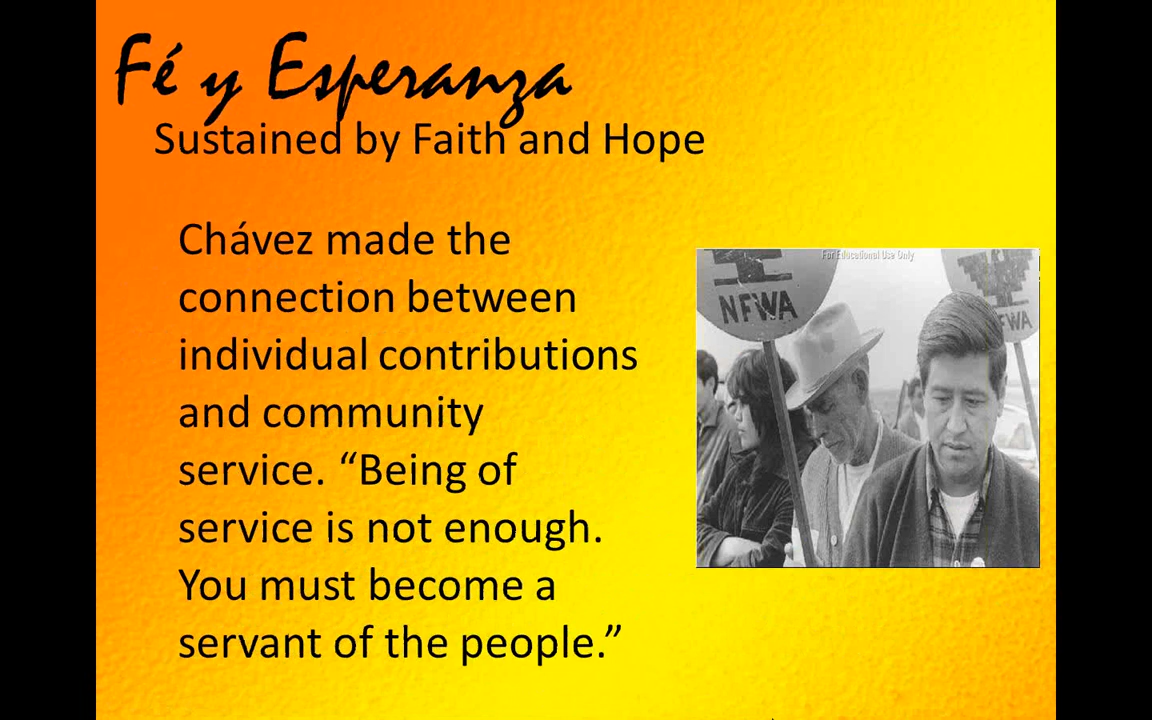 Fé y Esperanza
Sustained by Faith and Hope
Chávez made the
connection between
individual contributions
and community
service. “Being of
service is not enough.
You must become a
servant of the people.”
For Educational Use Only
NFWA
FWA